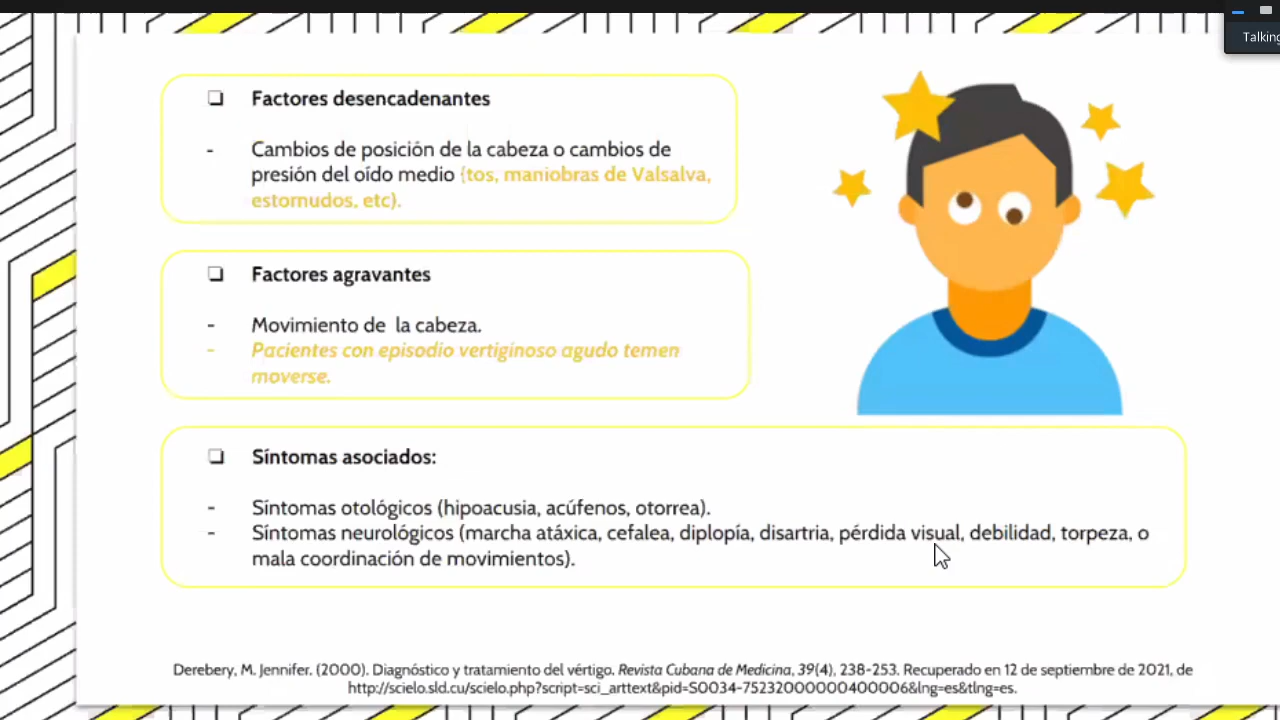 Talking
❏ Factores desencadenantes
- Cambios de posición de la cabeza o cambios de
presión del oído medio (tos, maniobras de Valsalva,
estornudos, etc).
❏ Factores agravantes
- Movimiento de la cabeza.
- Pacientes con episodio vertiginoso agudo temen
moverse.
❏ Síntomas asociados:
- Síntomas otológicos (hipoacusia, acúfenos, otorrea).
- Síntomas neurológicos (marcha atáxica, cefalea, diplopía, disartria, pérdida visual, debilidad, torpeza, o
mala coordinación de movimientos).
Derebery, M. Jennifer. (2000). Diagnóstico y tratamiento del vértigo. Revista Cubana de Medicina, 39(4), 238-253. Recuperado en 12 de septiembre de 2021, de
http://scielo.sld.cu/scielo.php?script=sci_arttext&pid=S0034-75232000000400006&lng=es&tlng=es.